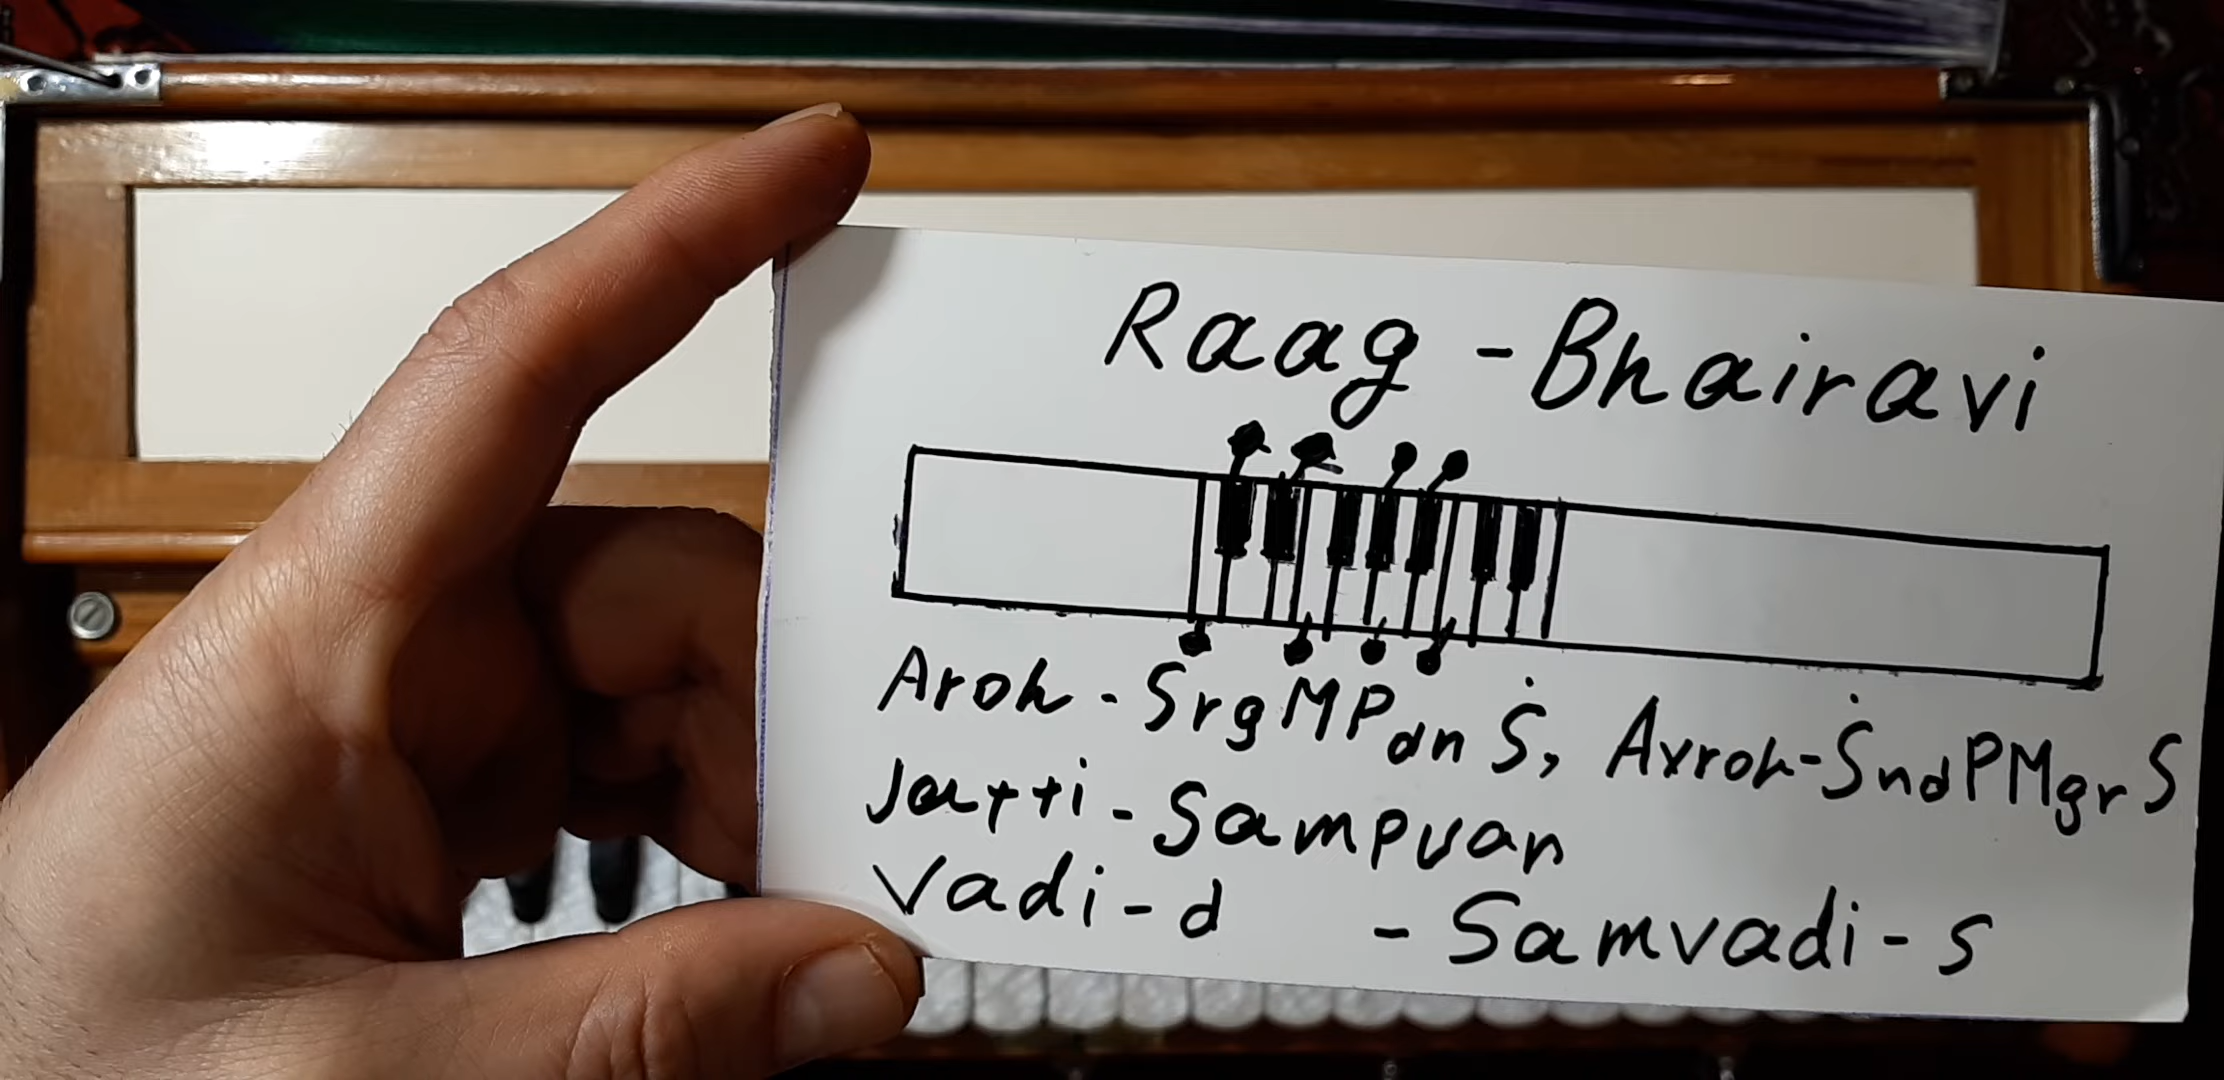 Raag - Bhairavi
Aroh - SrgMPdnṠ, Avroh-ṠndPMgrS
Jatti - Sampuan
Vadi - d - Samvadi - S